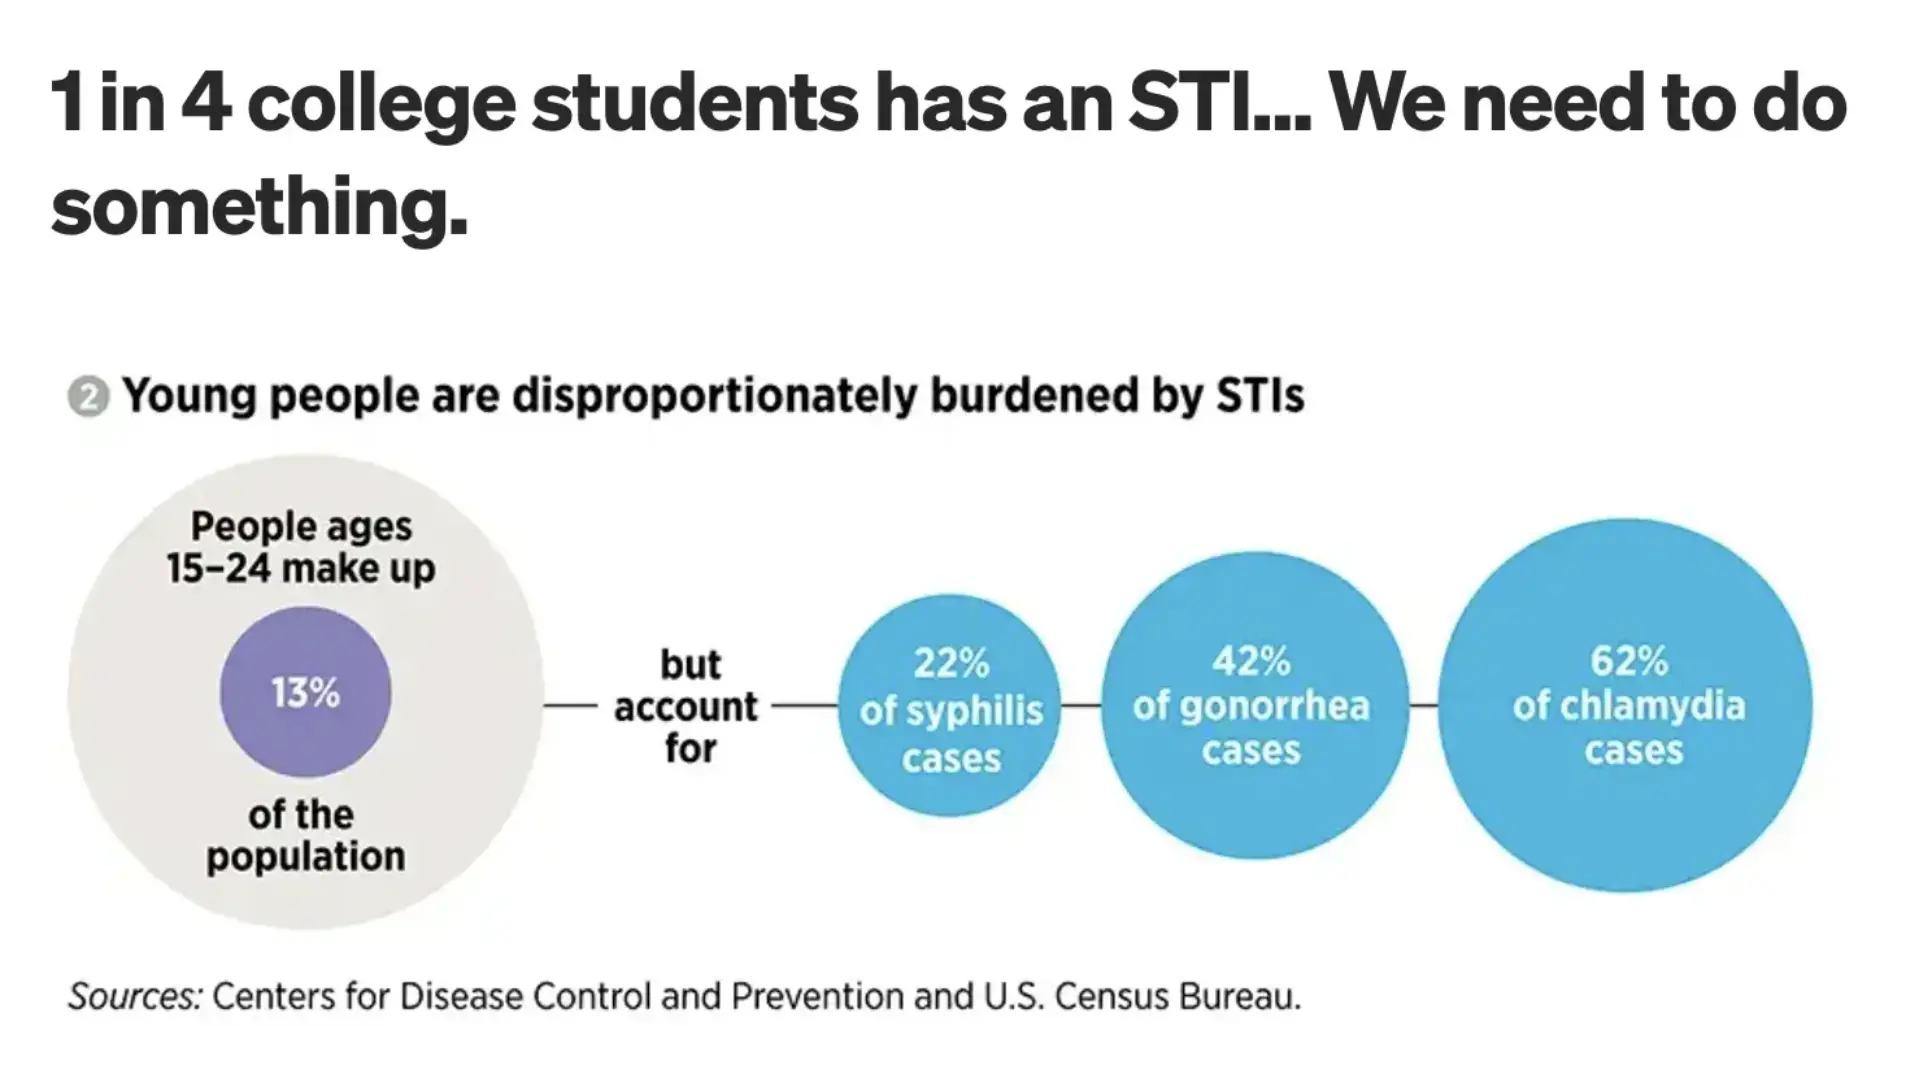 1 in 4 college students has an STI... We need to do
something.
2 Young people are disproportionately burdened by STIs
People ages
15–24 make up
13%
of the
population
but
account
for
22%
of syphilis
cases
42%
of gonorrhea
cases
62%
of chlamydia
cases
Sources: Centers for Disease Control and Prevention and U.S. Census Bureau.